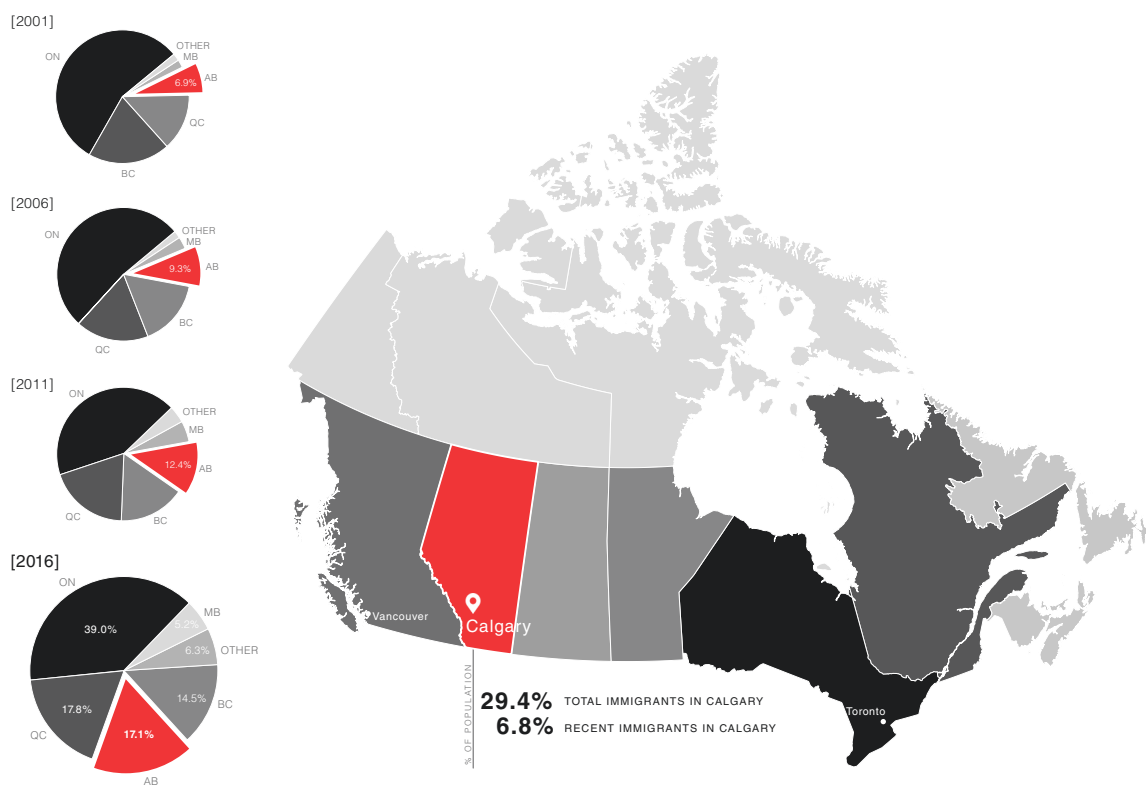 [2001]
ON
OTHER
MB
AB
6.9%
QC
BC
[2006]
ON
OTHER
MB
AB
9.3%
BC
QC
[2011]
ON
OTHER
MB
AB
12.4%
BC
QC
[2016]
ON
39.0%
MB
5.2%
OTHER
6.3%
BC
14.5%
QC
17.8%
17.1%
AB
Vancouver
Calgary
Toronto
% OF POPULATION
29.4% TOTAL IMMIGRANTS IN CALGARY
6.8% RECENT IMMIGRANTS IN CALGARY